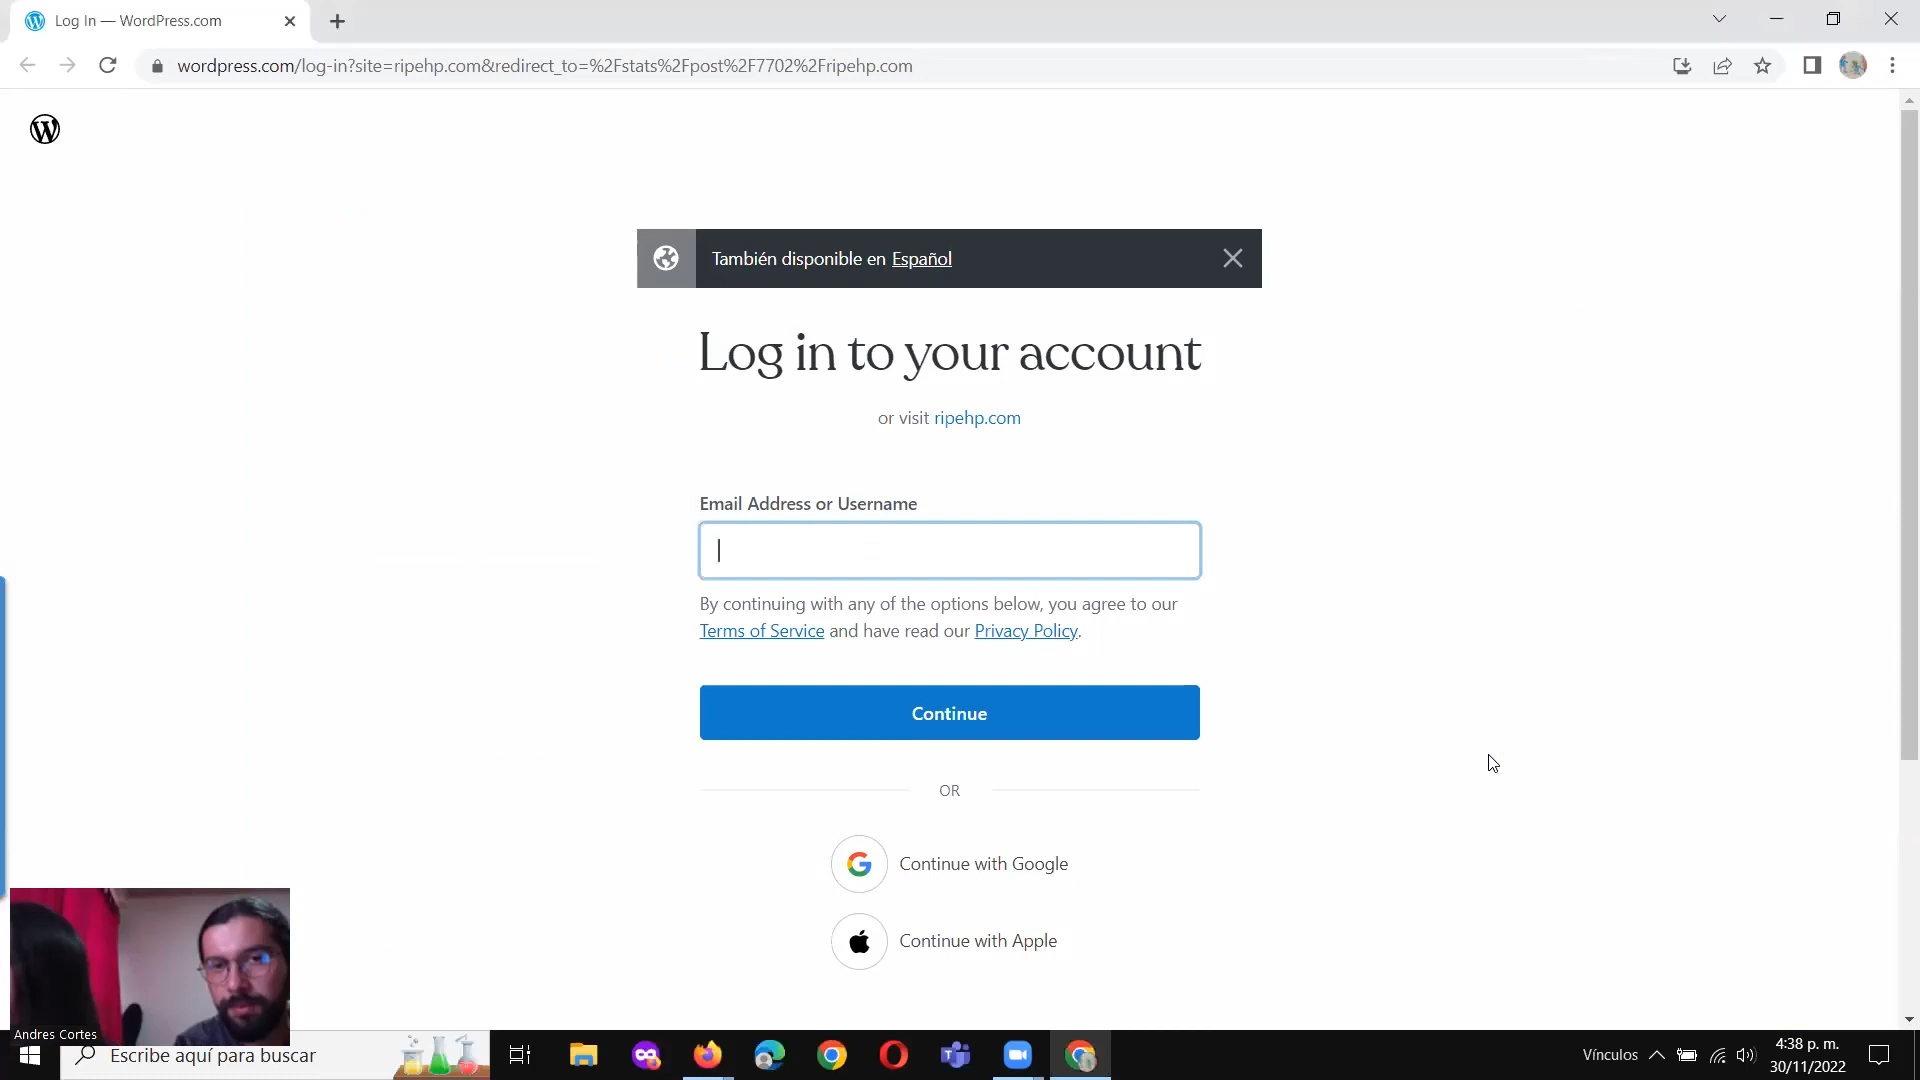 Log In — WordPress.com
wordpress.com/log-in?site=ripehp.com&redirect_to=%2Fstats%2Fpost%2F7702%2Fripehp.com
También disponible en Español
Log in to your account
or visit ripehp.com
Email Address or Username
By continuing with any of the options below, you agree to our
Terms of Service and have read our Privacy Policy.
Continue
OR
Continue with Google
Continue with Apple
Andres Cortes
Escribe aquí para buscar
Vínculos
4:38 p. m.
30/11/2022